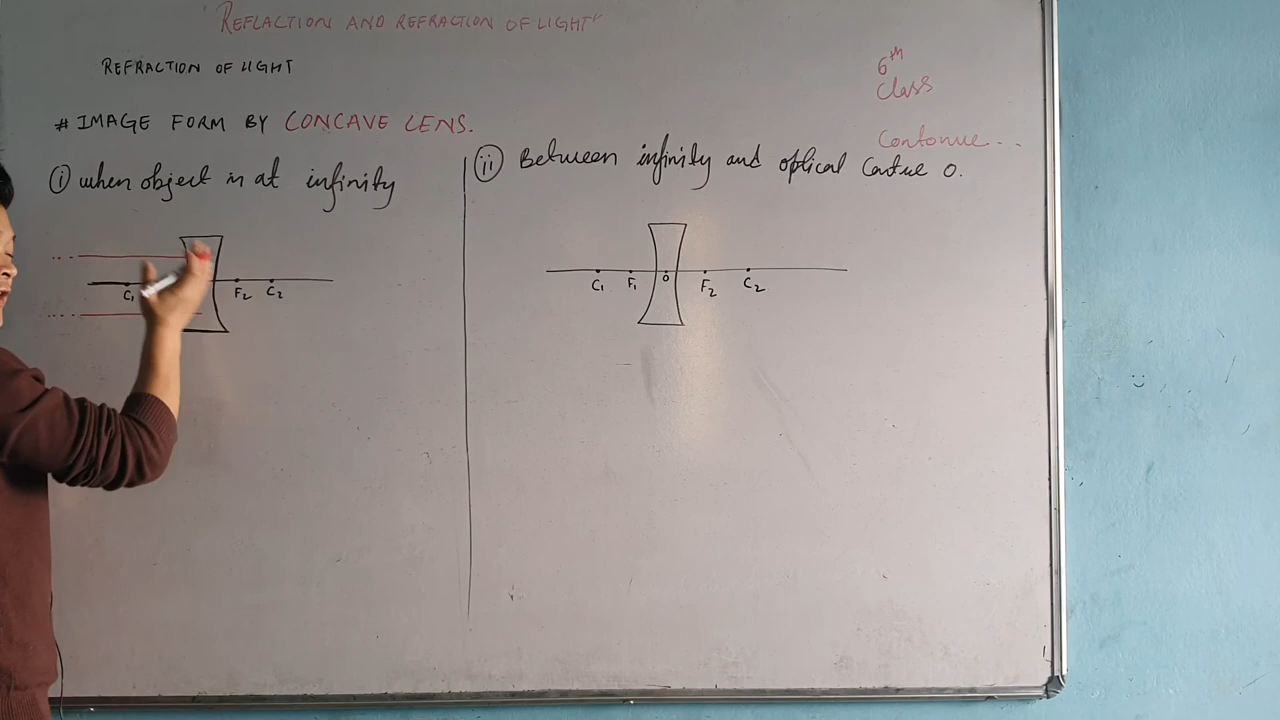 REFLACTION AND REFRACTION OF LIGHT
REFRACTION OF LIGHT
6th
Class
# IMAGE FORM BY CONCAVE LENS.
Contonue...
(i) when object in at infinity
(ii) Between infinity and optical Centre O.
C1 F2 C2
C1 F1 O F2 C2